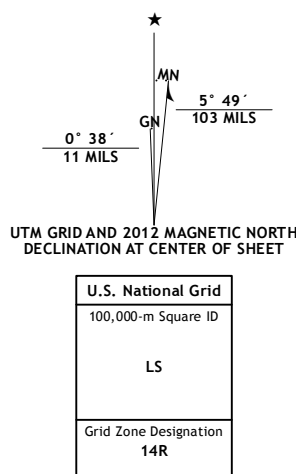 MN
GN
5° 49´
103 MILS
0° 38´
11 MILS
UTM GRID AND 2012 MAGNETIC NORTH
DECLINATION AT CENTER OF SHEET
U.S. National Grid
100,000-m Square ID
LS
Grid Zone Designation
14R